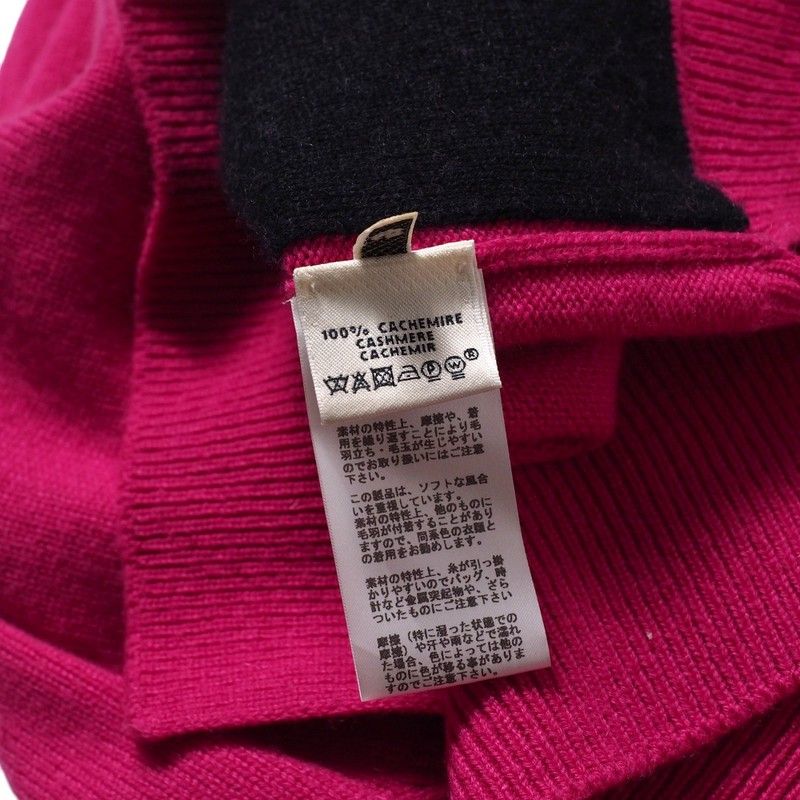 100% CACHEMIRE
CASHMERE
CACHEMIR
P W ®
素材の特性上、摩擦や、着
用を繰り返すことにより毛
羽立ち・毛玉が生じやすい
のでお取り扱いにはご注意
下さい。
この製品は、ソフトな風合
いを重視しています。
素材の特性上、他のものに
毛羽が付着することがあり
ますので、同系色の衣類と
の着用をお勧めします。
素材の特性上、糸が引っ掛
かりやすいのでバッグ、時
計など金属突起物や、ざら
ついたものにご注意下さい
摩擦（特に湿った状態での
摩擦）や汗や雨などで濡れ
た場合、色によっては他の
ものに色が移る事がありま
すのでご注意下さい。